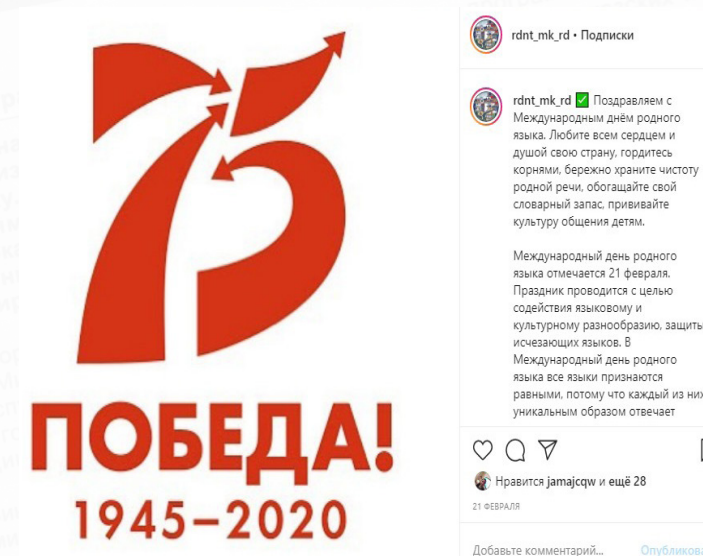 75
ПОБЕДА!
1945–2020
rdnt_mk_rd • Подписки
rdnt_mk_rd ✅ Поздравляем с
Международным днём родного
языка. Любите всем сердцем и
душой свою страну, гордитесь
корнями, бережно храните чистоту
родной речи, обогащайте свой
словарный запас, прививайте
культуру общения детям.
Международный день родного
языка отмечается 21 февраля.
Праздник проводится с целью
содействия языковому и
культурному разнообразию, защиты
исчезающих языков. В
Международный день родного
языка все языки признаются
равными, потому что каждый из них
уникальным образом отвечает
Нравится jamajcqw и ещё 28
21 ФЕВРАЛЯ
Добавьте комментарий...